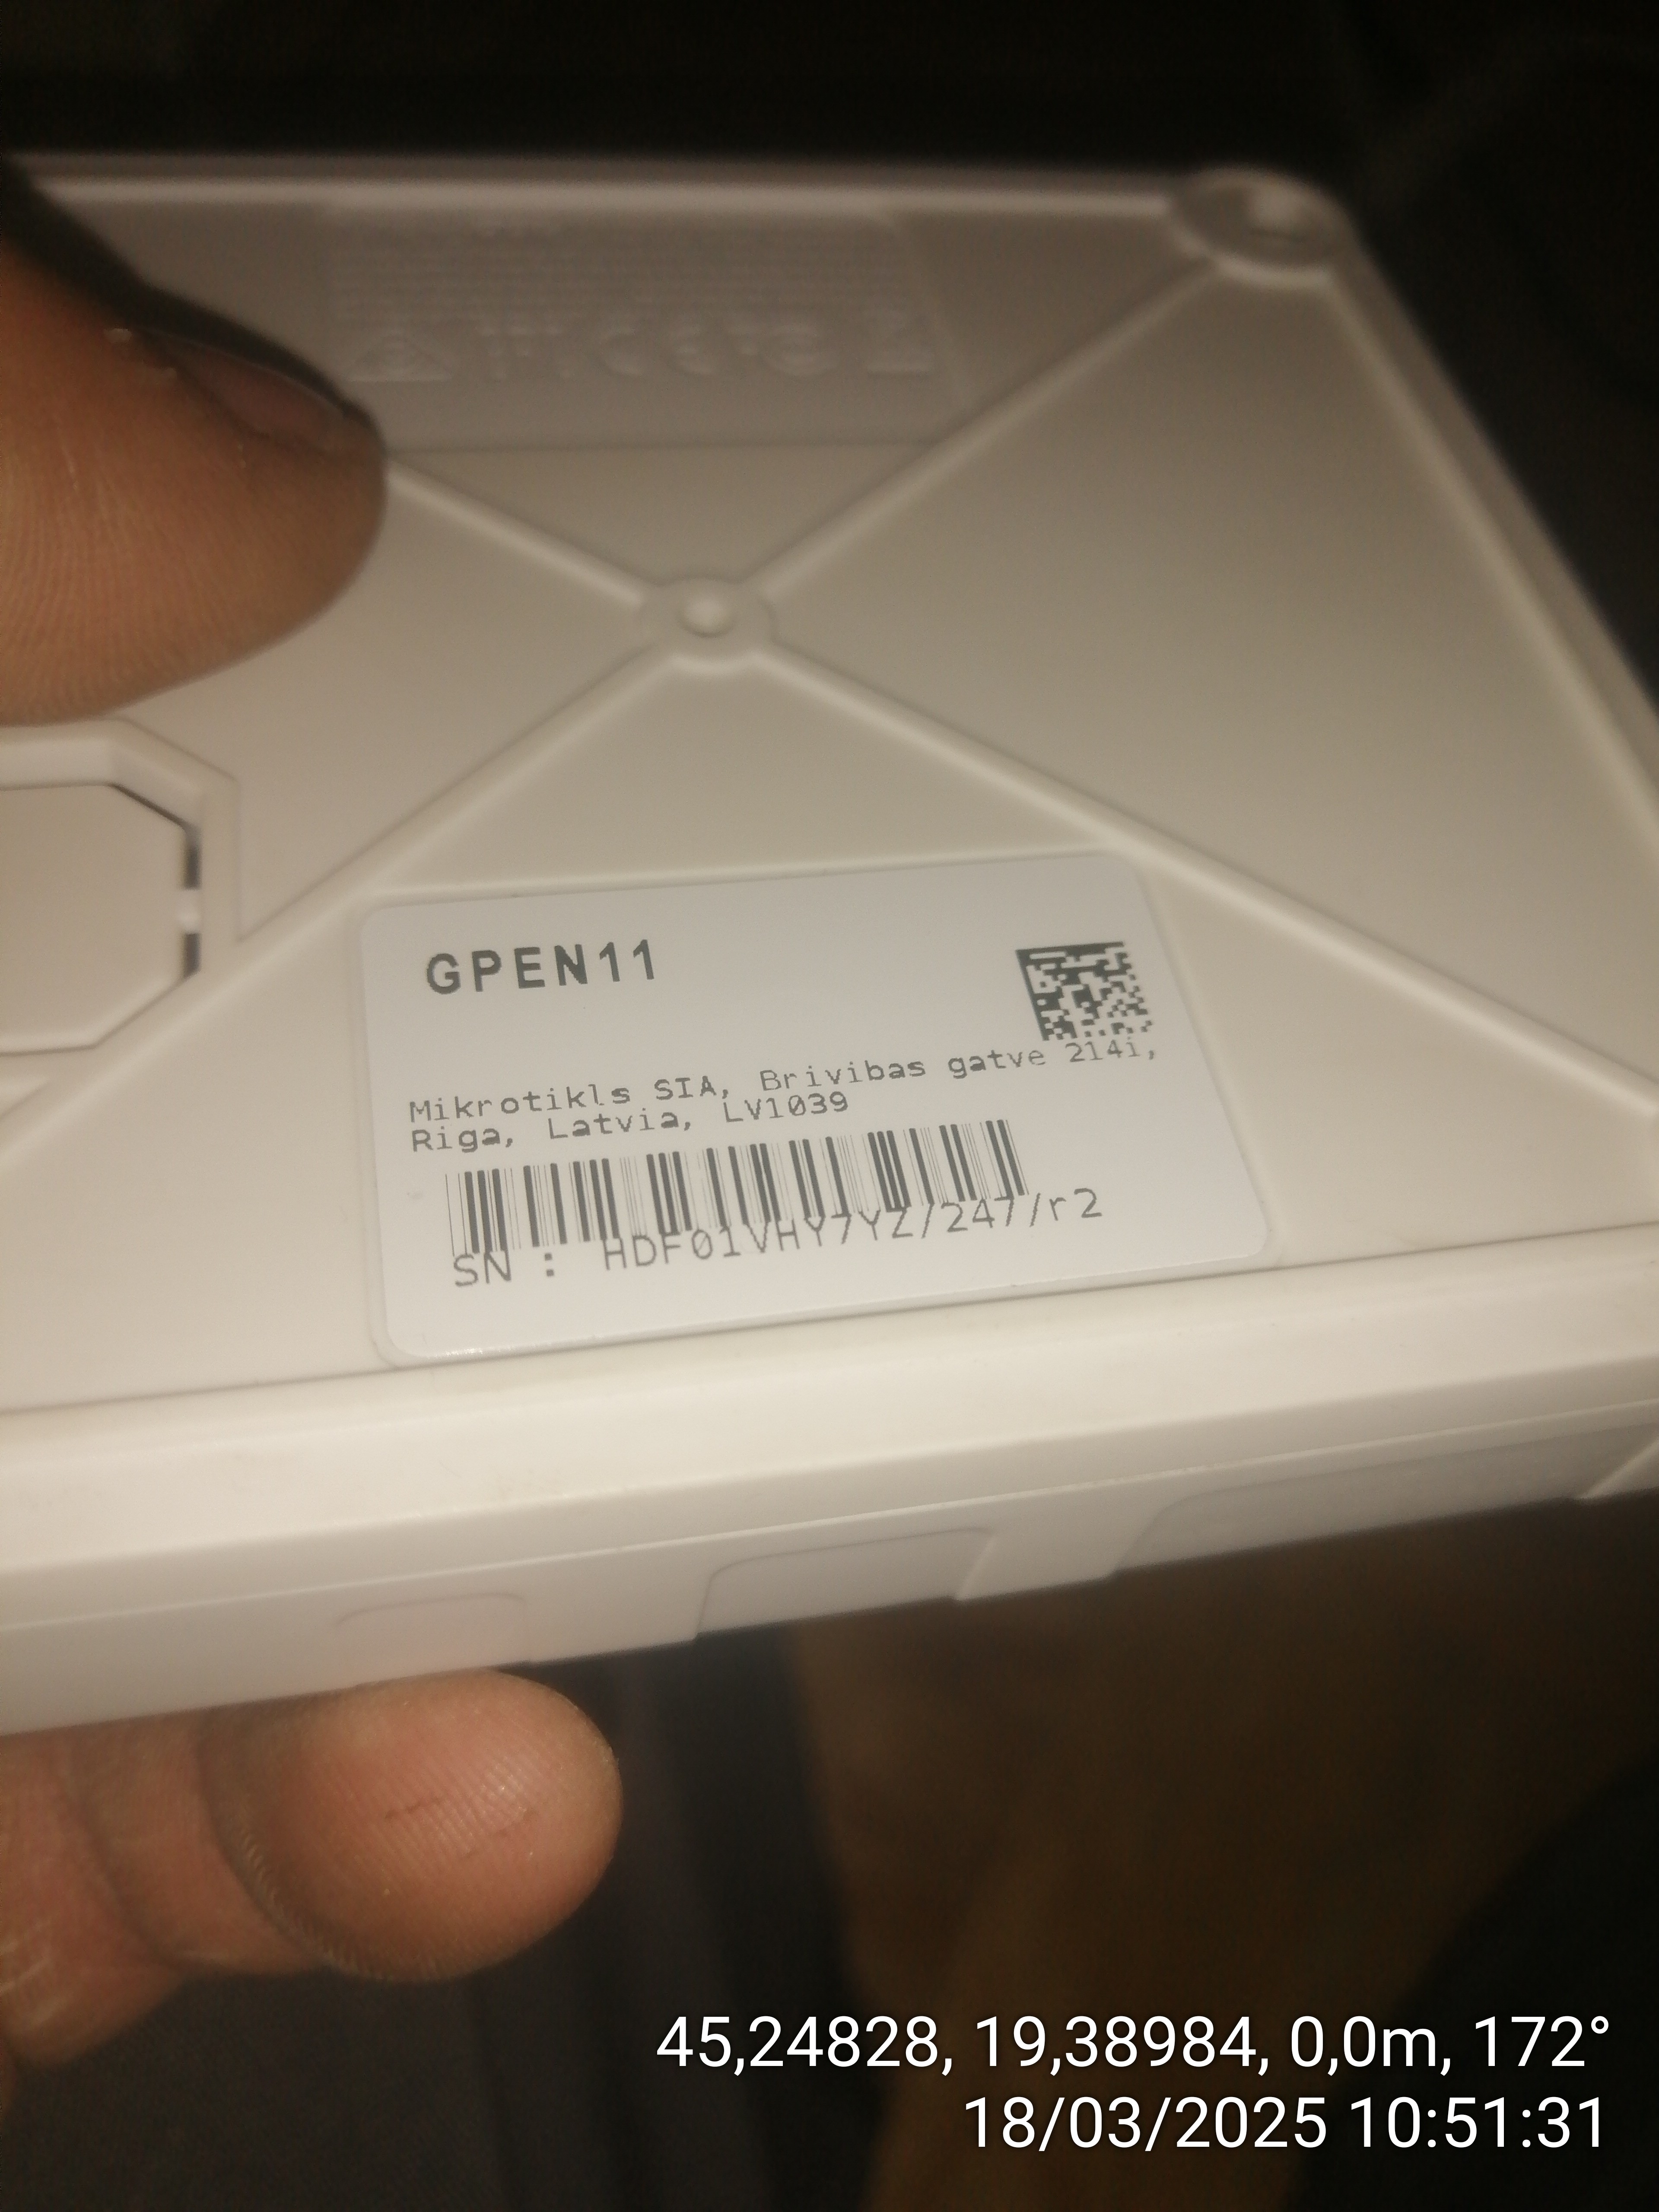 GPEN11
Mikrotikls SIA, Brivibas gatve 214i,
Riga, Latvia, LV1039
SN : HDF01VHY7YZ/247/r2
45,24828, 19,38984, 0,0m, 172°
18/03/2025 10:51:31